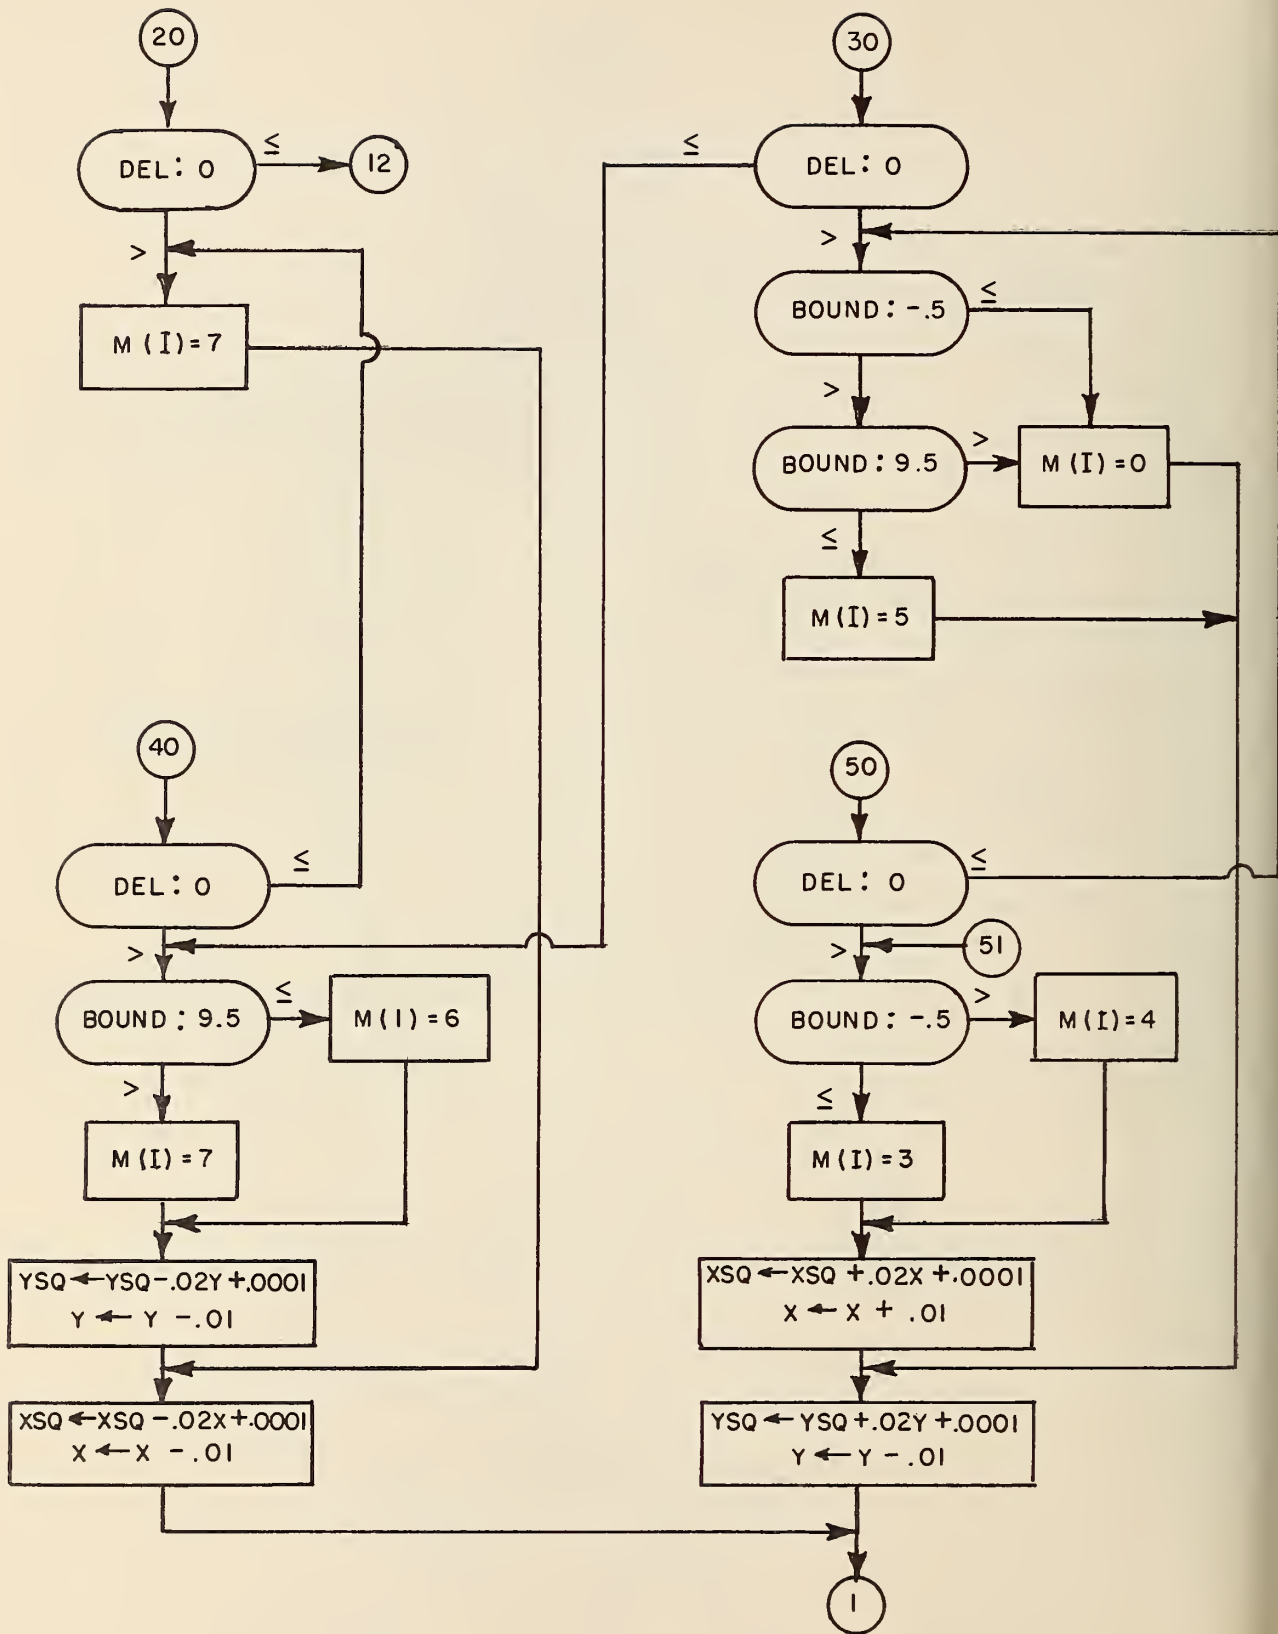 20
DEL: 0
≤
12
>
M(I)=7
30
≤
DEL: 0
>
BOUND: -.5
≤
>
BOUND: 9.5
>
M(I)=0
≤
M(I)=5
40
DEL: 0
≤
>
BOUND: 9.5
≤
M(I)=6
>
M(I)=7
YSQ←YSQ-.02Y+.0001
Y ← Y -.01
XSQ←XSQ-.02X+.0001
X ← X -.01
50
DEL: 0
≤
>
51
BOUND: -.5
>
M(I)=4
≤
M(I)=3
XSQ←XSQ+.02X+.0001
X ← X + .01
YSQ←YSQ+.02Y+.0001
Y ← Y -.01
1